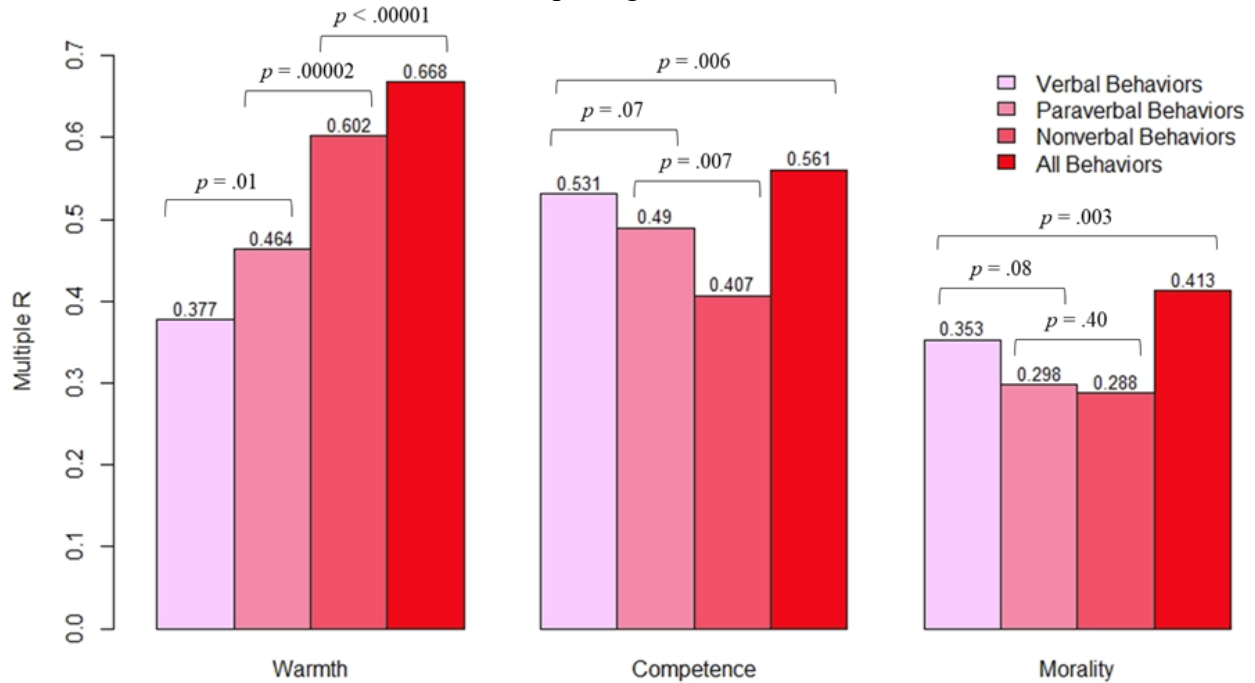 p < .00001
p = .00002
p = .01
0.668
0.602
0.464
0.377
p = .006
p = .07
p = .007
0.531
0.49
0.407
0.561
p = .003
p = .08
p = .40
0.353
0.298
0.288
0.413
Verbal Behaviors
Paraverbal Behaviors
Nonverbal Behaviors
All Behaviors
Multiple R
0.7
0.6
0.5
0.4
0.3
0.2
0.1
0.0
Warmth
Competence
Morality